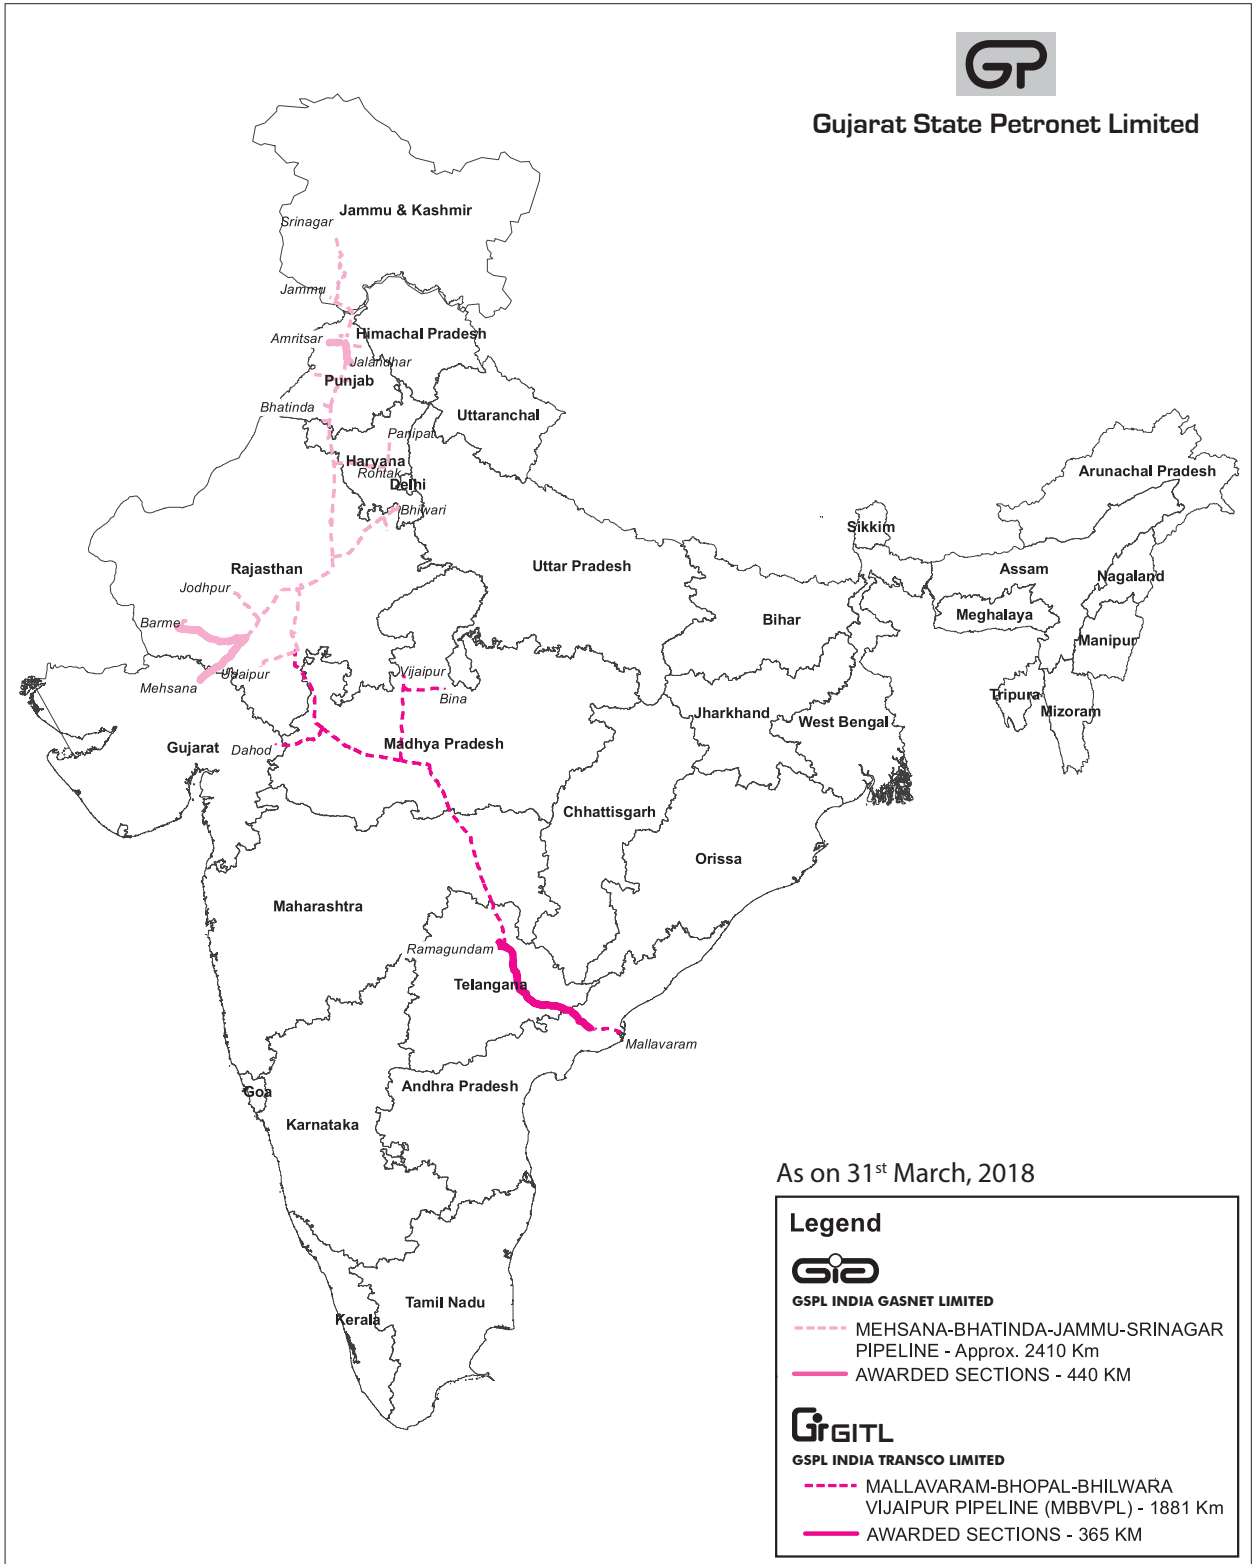 GP
Gujarat State Petronet Limited
Jammu & Kashmir
Srinagar
Jammu
Amritsar
Himachal Pradesh
Jalandhar
Punjab
Bhatinda
Uttaranchal
Panipat
Haryana
Rohtak
Delhi
Bhiwari
Arunachal Pradesh
Sikkim
Rajasthan
Uttar Pradesh
Assam
Nagaland
Jodhpur
Meghalaya
Barme
Bihar
Manipur
Udaipur
Vijaipur
Mehsana
Bina
Tripura
Mizoram
Jharkhand
West Bengal
Gujarat
Dahod
Madhya Pradesh
Chhattisgarh
Orissa
Maharashtra
Ramagundam
Telangana
Mallavaram
Andhra Pradesh
Goa
Karnataka
Tamil Nadu
Kerala
As on 31st March, 2018
Legend
GIG
GSPL INDIA GASNET LIMITED
MEHSANA-BHATINDA-JAMMU-SRINAGAR
PIPELINE - Approx. 2410 Km
AWARDED SECTIONS - 440 KM
GITL
GSPL INDIA TRANSCO LIMITED
MALLAVARAM-BHOPAL-BHILWARA
VIJAIPUR PIPELINE (MBBVPL) - 1881 Km
AWARDED SECTIONS - 365 KM